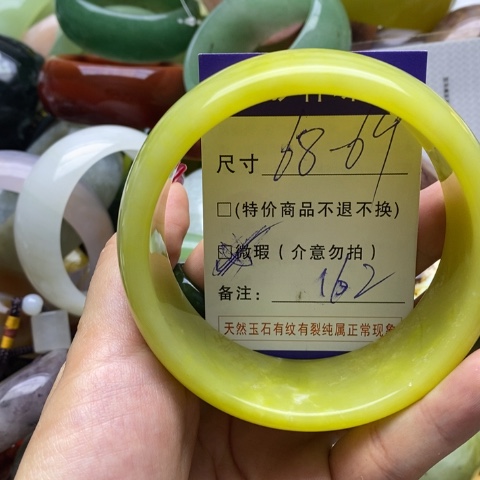 尺寸 68-69
□(特价商品不退不换)
☑微瑕(介意勿拍)
备注: 162
天然玉石有纹有裂纯属正常现象